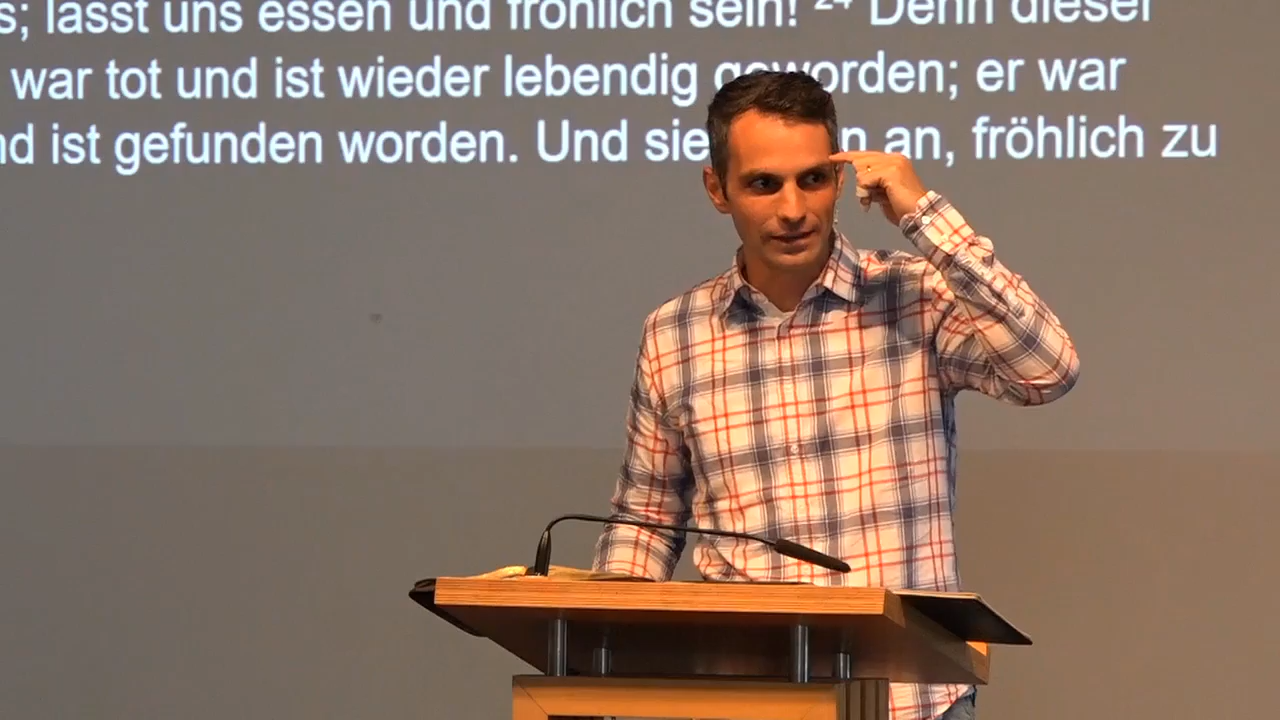 s; lasst uns essen und fröhlich sein! 24 Denn dieser
war tot und ist wieder lebendig geworden; er war
nd ist gefunden worden. Und sie n an, fröhlich zu